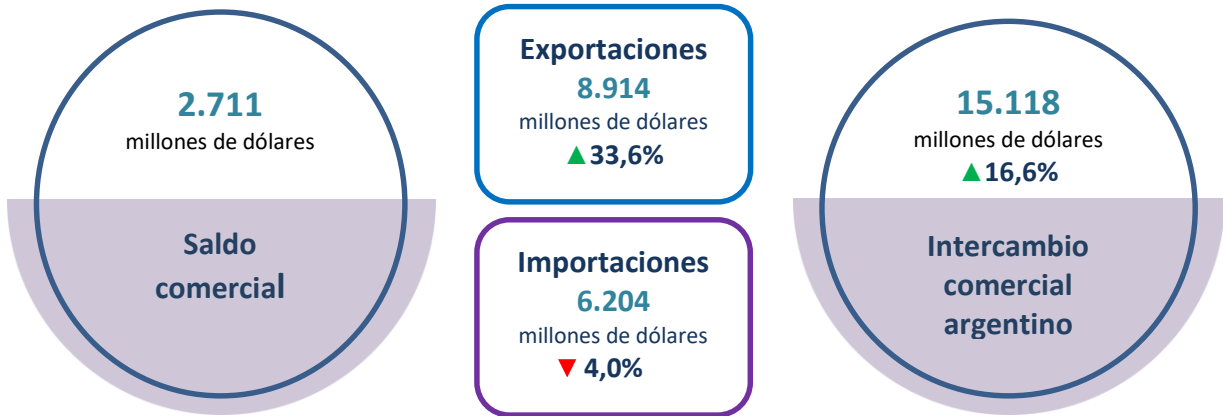 2.711
millones de dólares
Saldo
comercial
Exportaciones
8.914
millones de dólares
▲33,6%
Importaciones
6.204
millones de dólares
▼ 4,0%
15.118
millones de dólares
▲16,6%
Intercambio
comercial
argentino